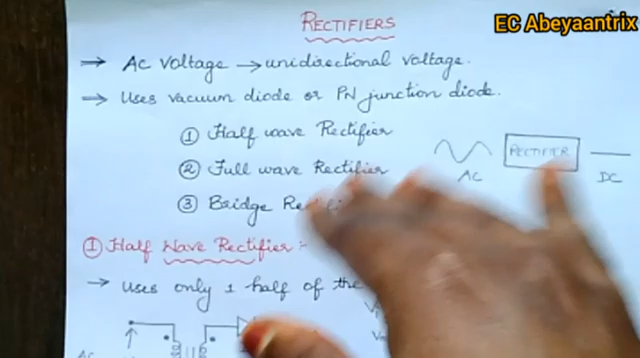 EC Abeyaantrix
RECTIFIERS
⇒ AC Voltage → unidirectional voltage.
⇒ Uses vacuum diode or PN junction diode.
① Half wave Rectifier
② Full wave Rectifier
③ Bridge
RECTIFIER
AC DC
① Half Wave Rectifier :-
→ Uses only 1 half of the
AC